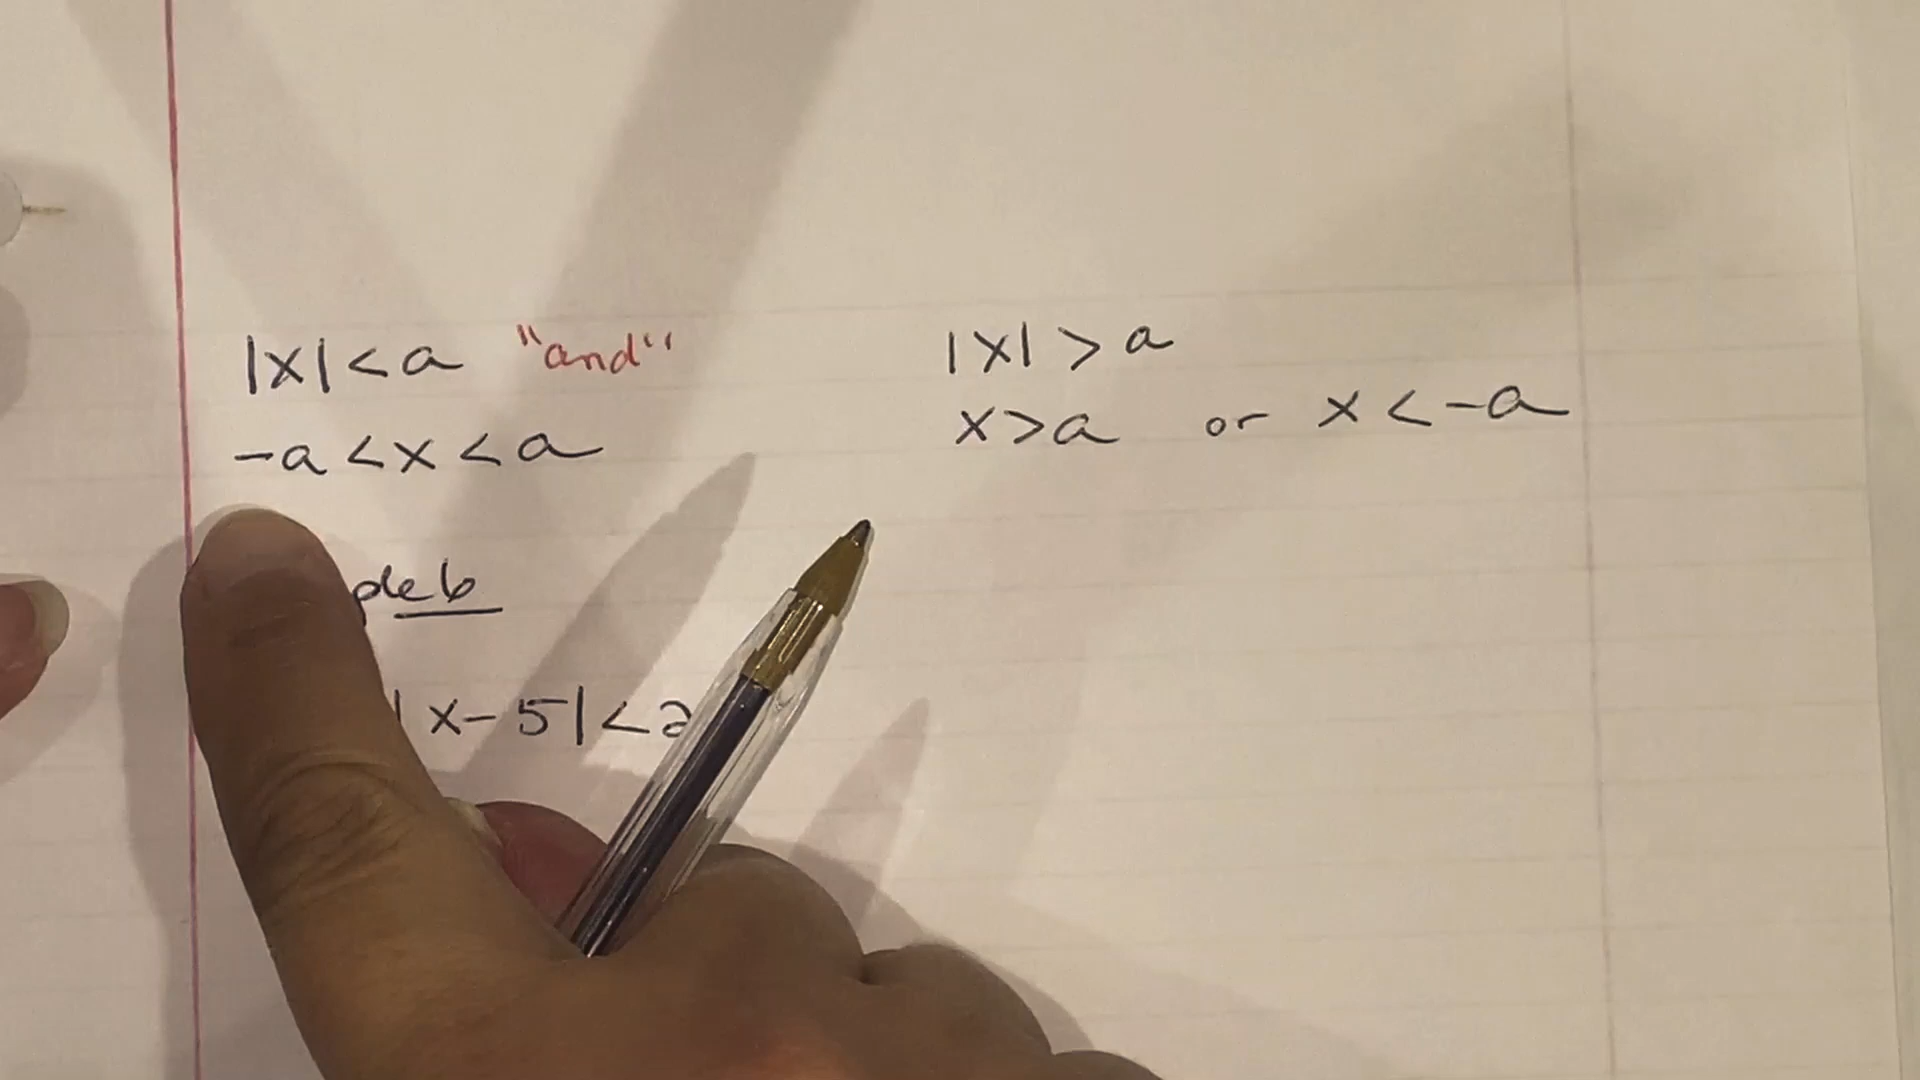 |x| < a "and"
-a < x < a
|x| > a
x > a or x < -a
ple 6
|x - 5| < 2